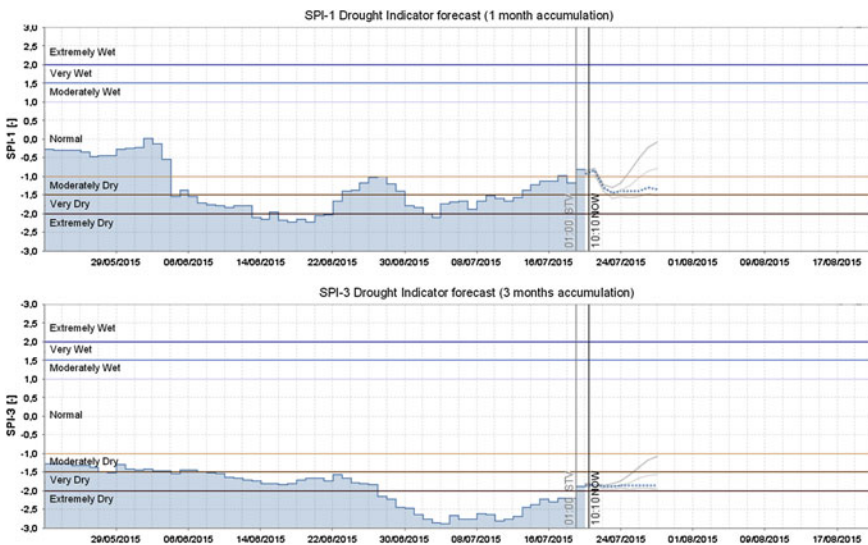 SPI-1 Drought Indicator forecast (1 month accumulation)
3,0
2,5
2,0
1,5
1,0
0,5
0,0
-0,5
-1,0
-1,5
-2,0
-2,5
-3,0
SPI-1 [-]
Extremely Wet
Very Wet
Moderately Wet
Normal
Moderately Dry
Very Dry
Extremely Dry
01:00
10:10 NOW
29/05/2015 06/06/2015 14/06/2015 22/06/2015 30/06/2015 08/07/2015 16/07/2015 24/07/2015 01/08/2015 09/08/2015 17/08/2015
SPI-3 Drought Indicator forecast (3 months accumulation)
3,0
2,5
2,0
1,5
1,0
0,5
0,0
-0,5
-1,0
-1,5
-2,0
-2,5
-3,0
SPI-3 [-]
Extremely Wet
Very Wet
Moderately Wet
Normal
Moderately Dry
Very Dry
Extremely Dry
01:00
10:10 NOW
29/05/2015 06/06/2015 14/06/2015 22/06/2015 30/06/2015 08/07/2015 16/07/2015 24/07/2015 01/08/2015 09/08/2015 17/08/2015